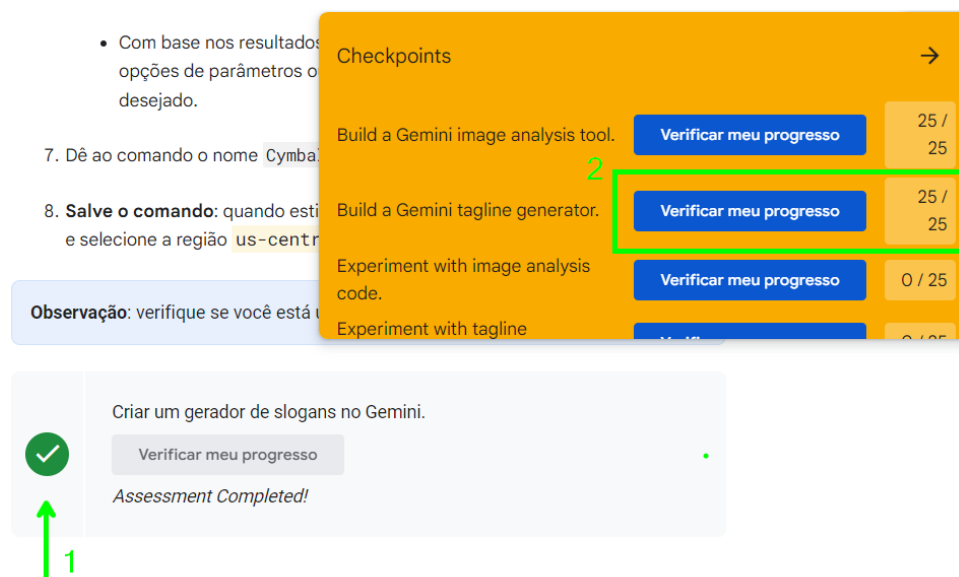 • Com base nos resultados
opções de parâmetros o
desejado.
7. Dê ao comando o nome Cymba
8. Salve o comando: quando esti
e selecione a região us-centr
Observação: verifique se você está
Checkpoints →
Build a Gemini image analysis tool. Verificar meu progresso 25 /
25
2
Build a Gemini tagline generator. Verificar meu progresso 25 /
25
Experiment with image analysis
code. Verificar meu progresso 0 / 25
Experiment with tagline
Criar um gerador de slogans no Gemini.
Verificar meu progresso
Assessment Completed!
1